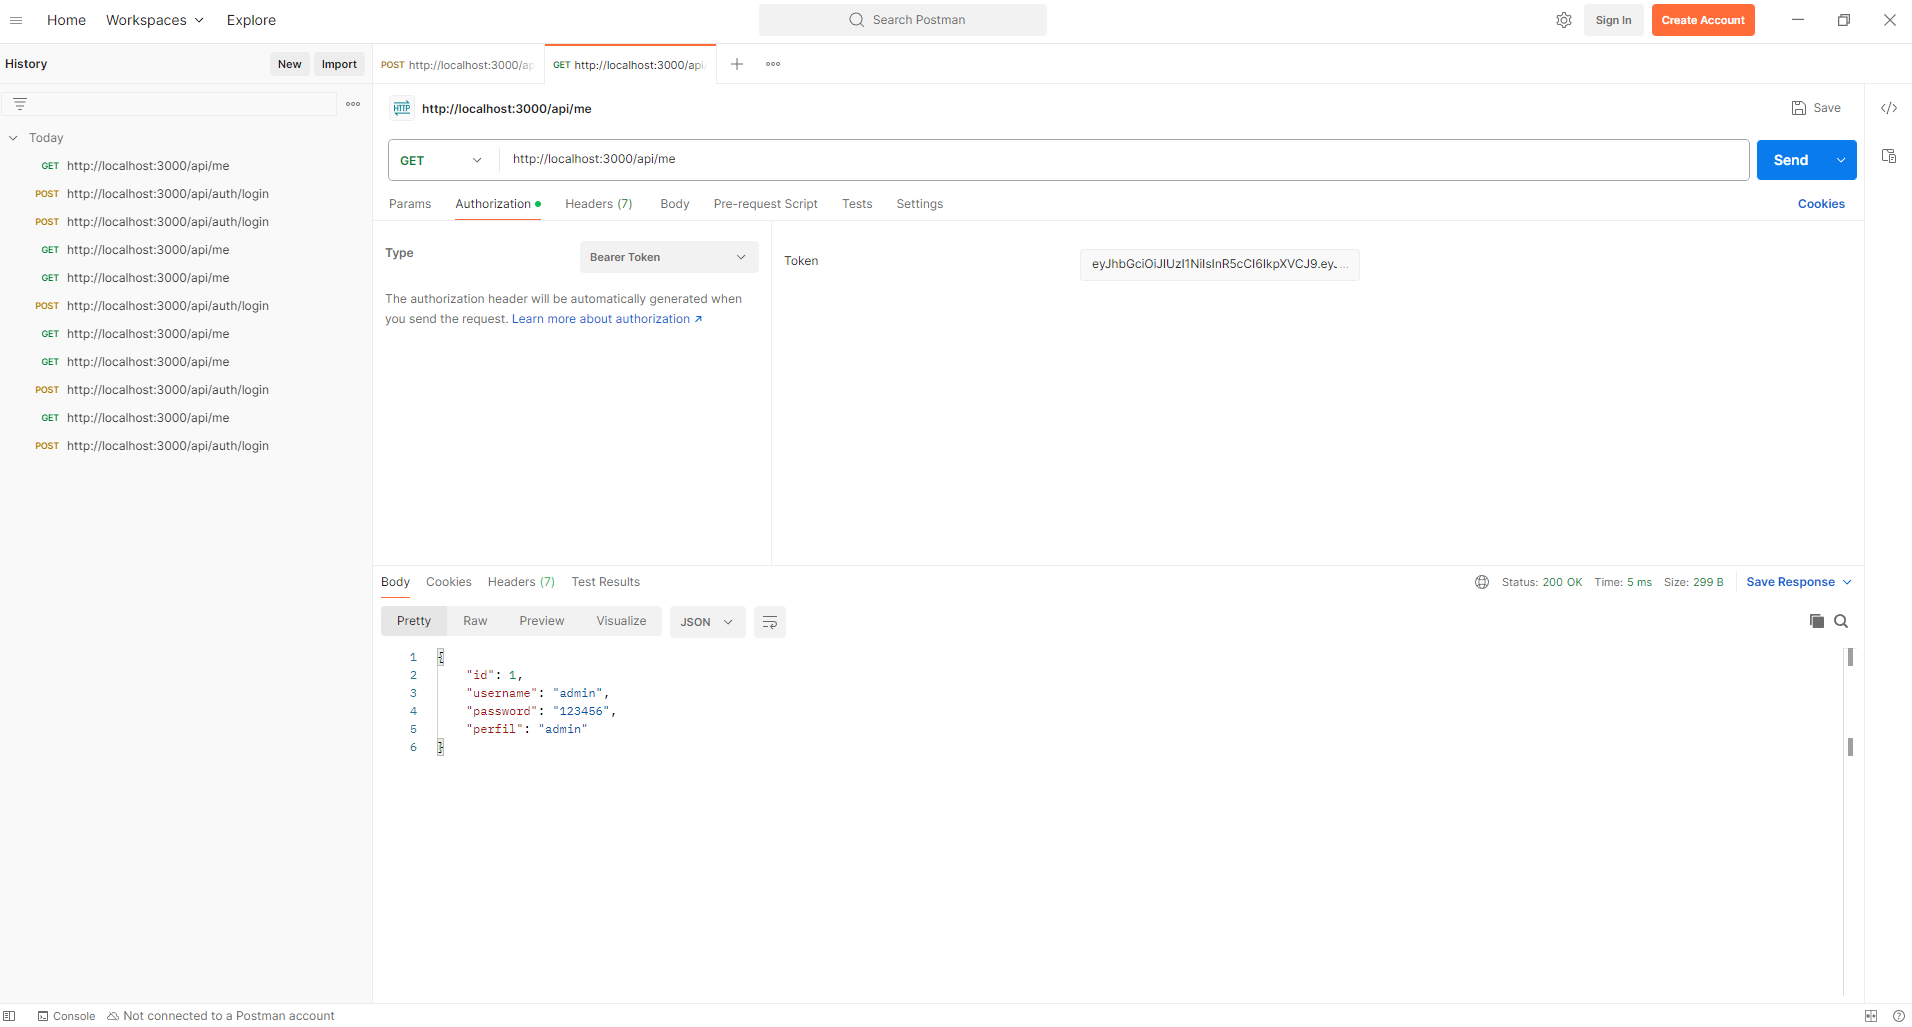 Home Workspaces Explore Search Postman Sign In Create Account
History New Import
POST http://localhost:3000/ap GET http://localhost:3000/api
HTTP http://localhost:3000/api/me Save </>
Today
GET http://localhost:3000/api/me
POST http://localhost:3000/api/auth/login
POST http://localhost:3000/api/auth/login
GET http://localhost:3000/api/me
GET http://localhost:3000/api/me
POST http://localhost:3000/api/auth/login
GET http://localhost:3000/api/me
GET http://localhost:3000/api/me
POST http://localhost:3000/api/auth/login
GET http://localhost:3000/api/me
POST http://localhost:3000/api/auth/login
GET http://localhost:3000/api/me Send
Params Authorization Headers (7) Body Pre-request Script Tests Settings Cookies
Type Bearer Token
The authorization header will be automatically generated when
you send the request. Learn more about authorization ↗
Token eyJhbGciOiJIUzI1NiIsInR5cCI6IkpXVCJ9.eyJ...
Body Cookies Headers (7) Test Results Status: 200 OK Time: 5 ms Size: 299 B Save Response
Pretty Raw Preview Visualize JSON
1 {
2 "id": 1,
3 "username": "admin",
4 "password": "123456",
5 "perfil": "admin"
6 }
Console Not connected to a Postman account